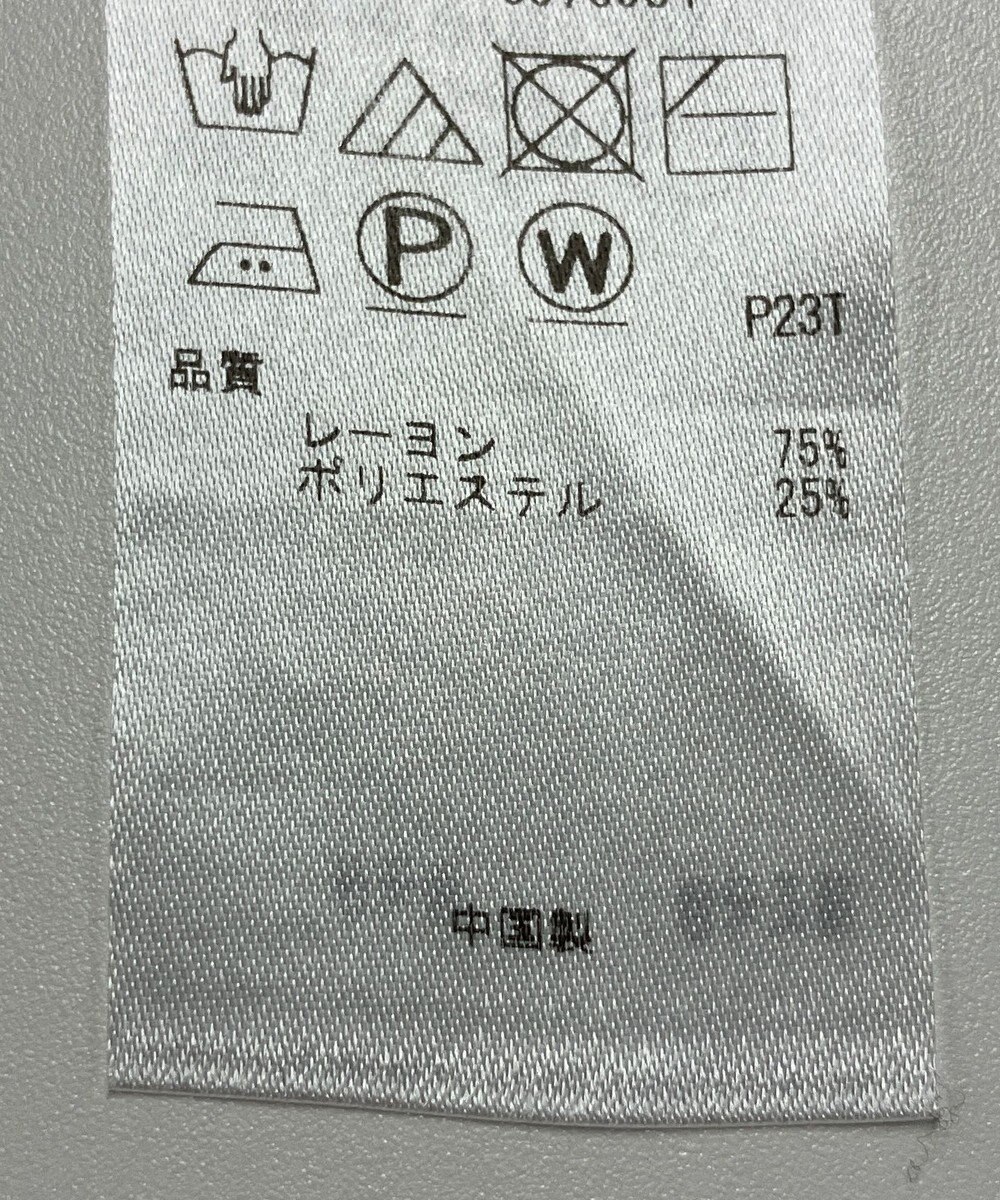 P
W
P23T
品質
レーヨン 75%
ポリエステル 25%
中国製